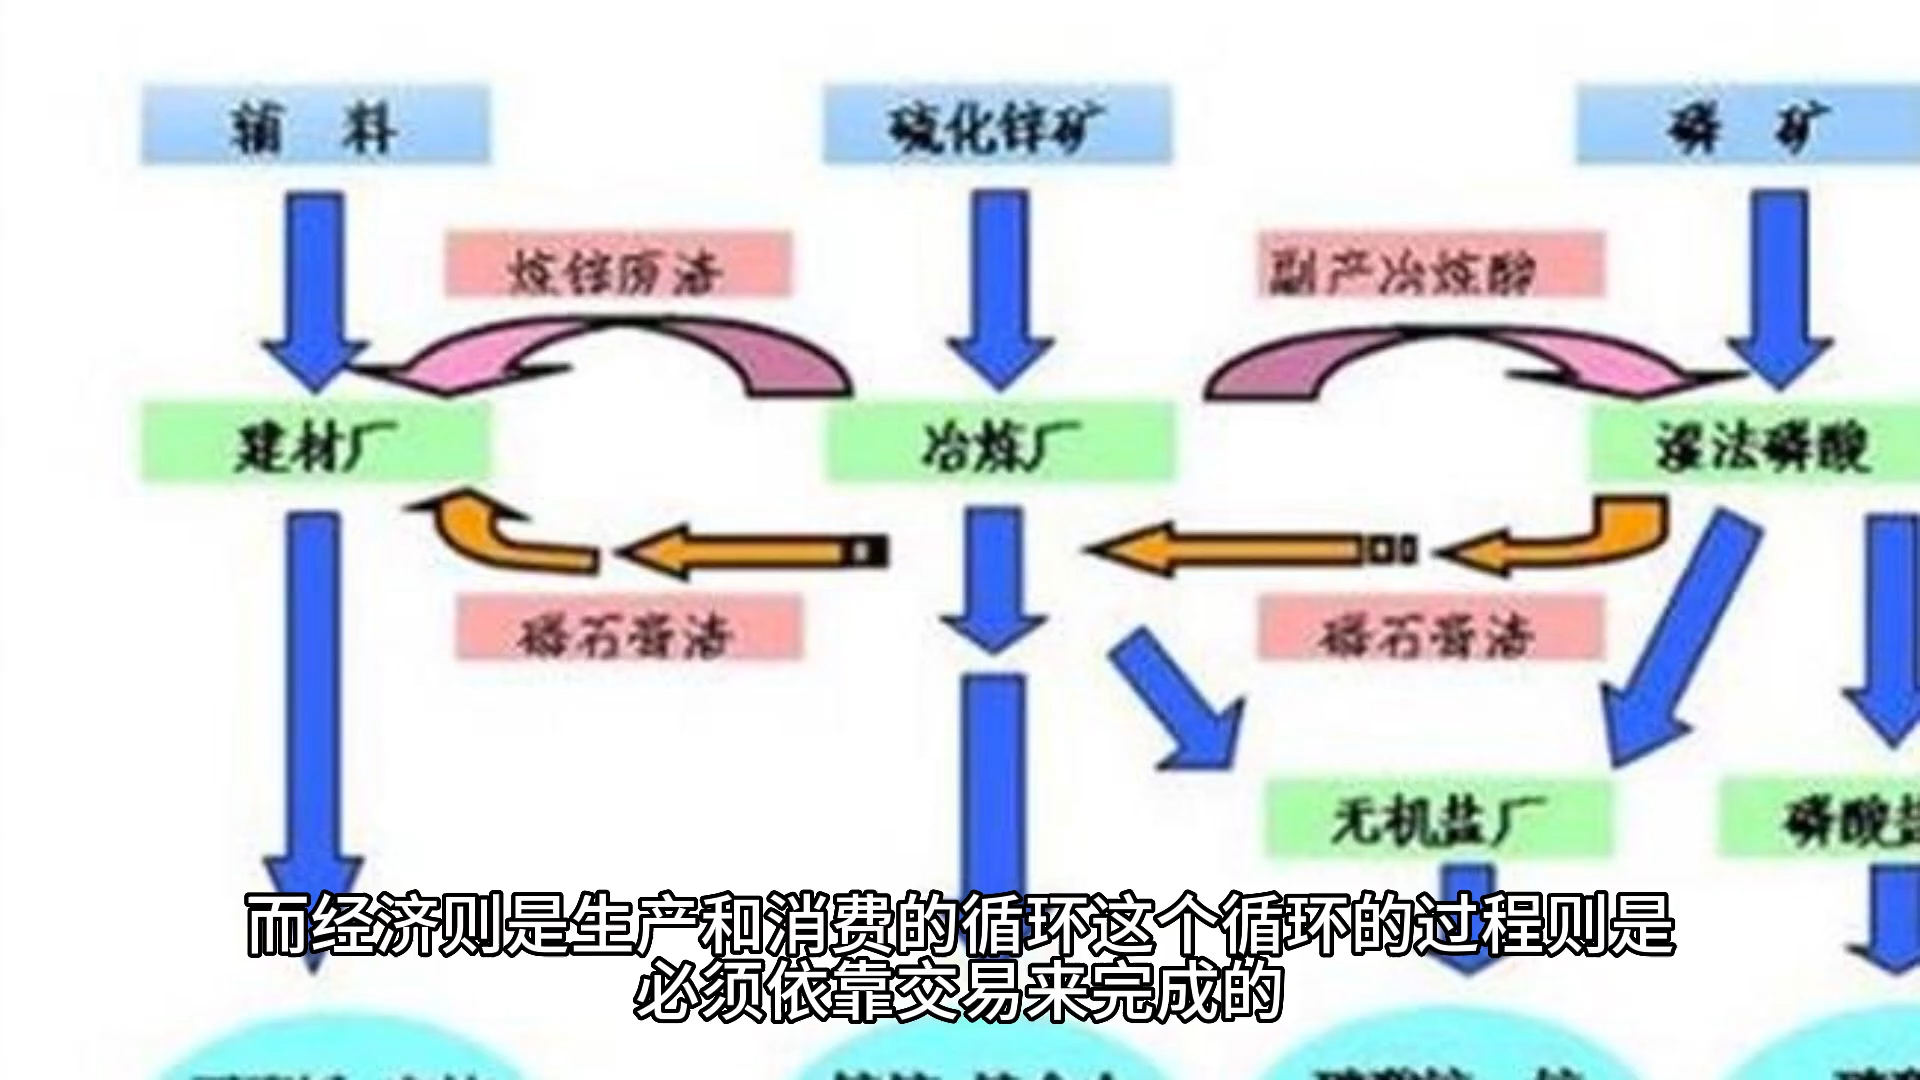 辅 料
硫化锌矿
磷 矿
炼锌废渣
副产冶炼酸
建材厂
冶炼厂
湿法磷酸
磷石膏渣
磷石膏渣
无机盐厂
磷酸盐
而经济则是生产和消费的循环这个循环的过程则是
必须依靠交易来完成的